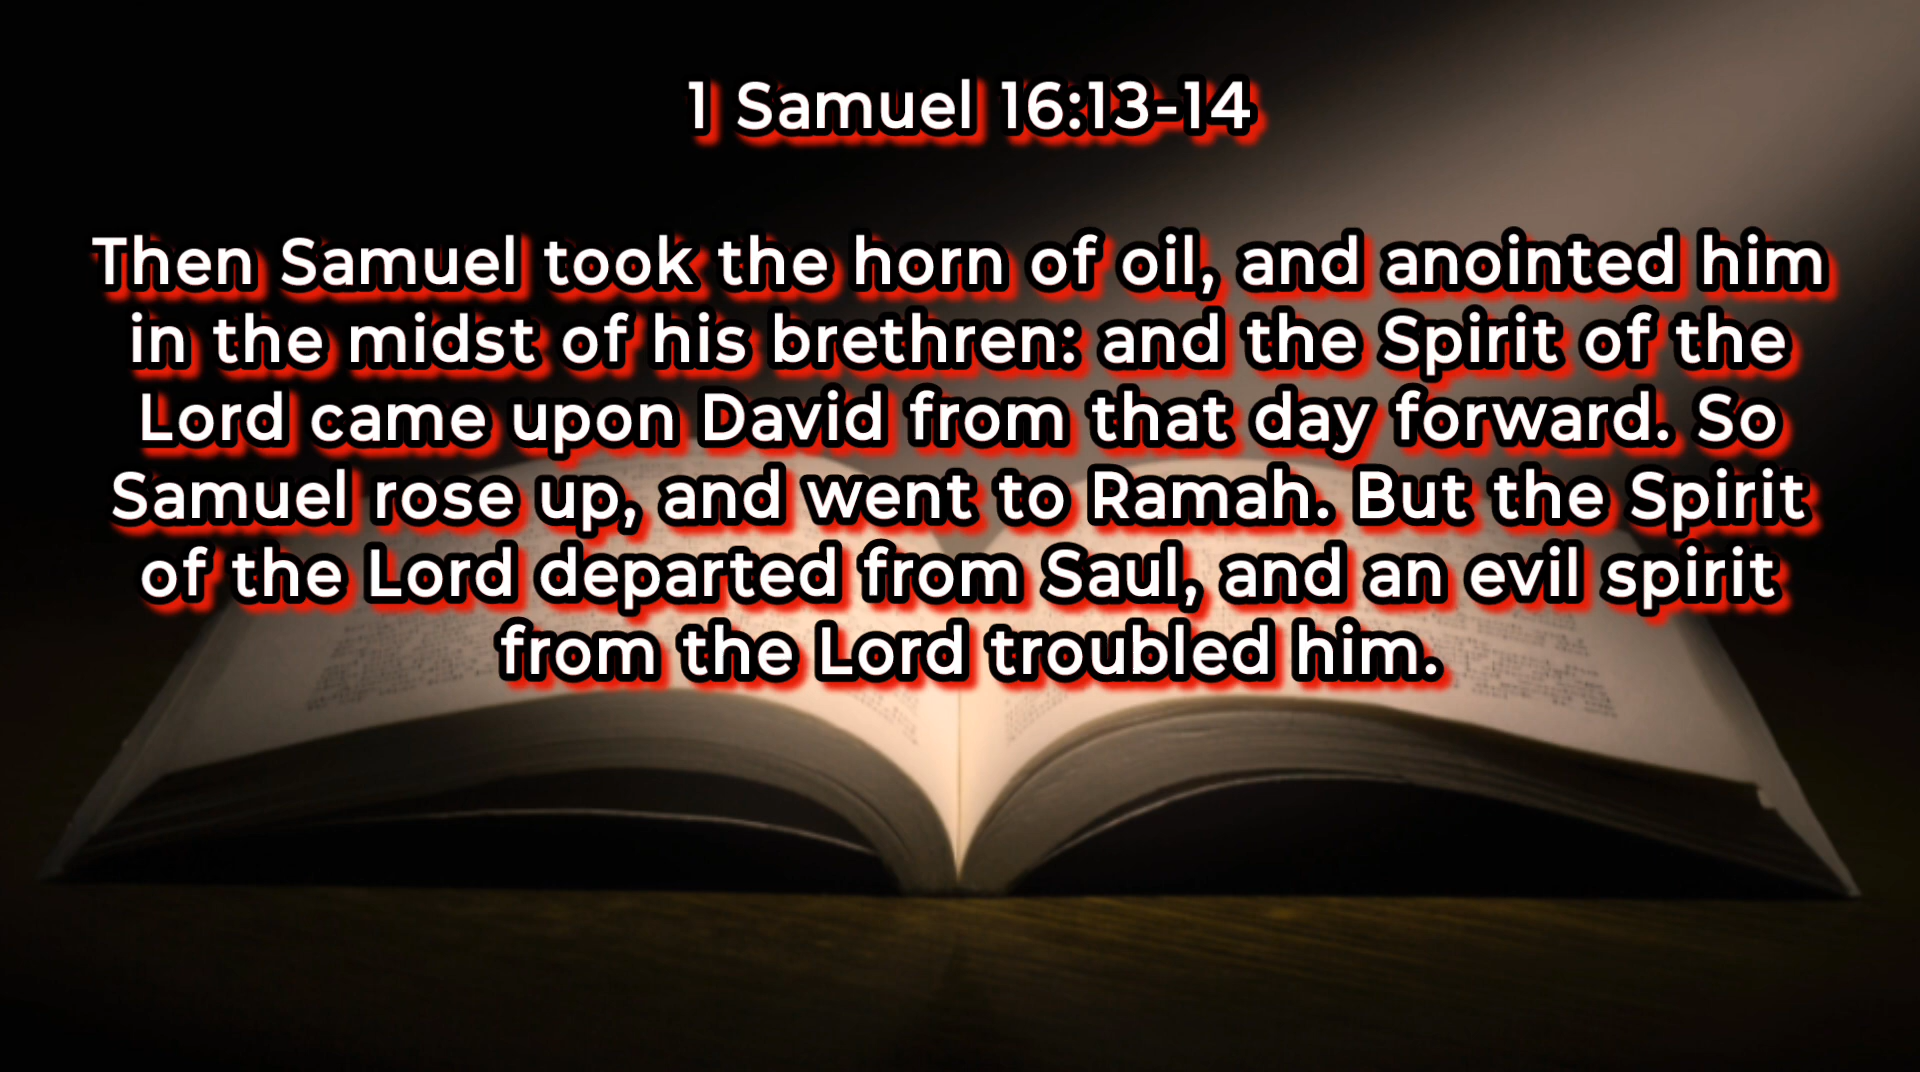 1 Samuel 16:13-14
Then Samuel took the horn of oil, and anointed him
in the midst of his brethren: and the Spirit of the
Lord came upon David from that day forward. So
Samuel rose up, and went to Ramah. But the Spirit
of the Lord departed from Saul, and an evil spirit
from the Lord troubled him.